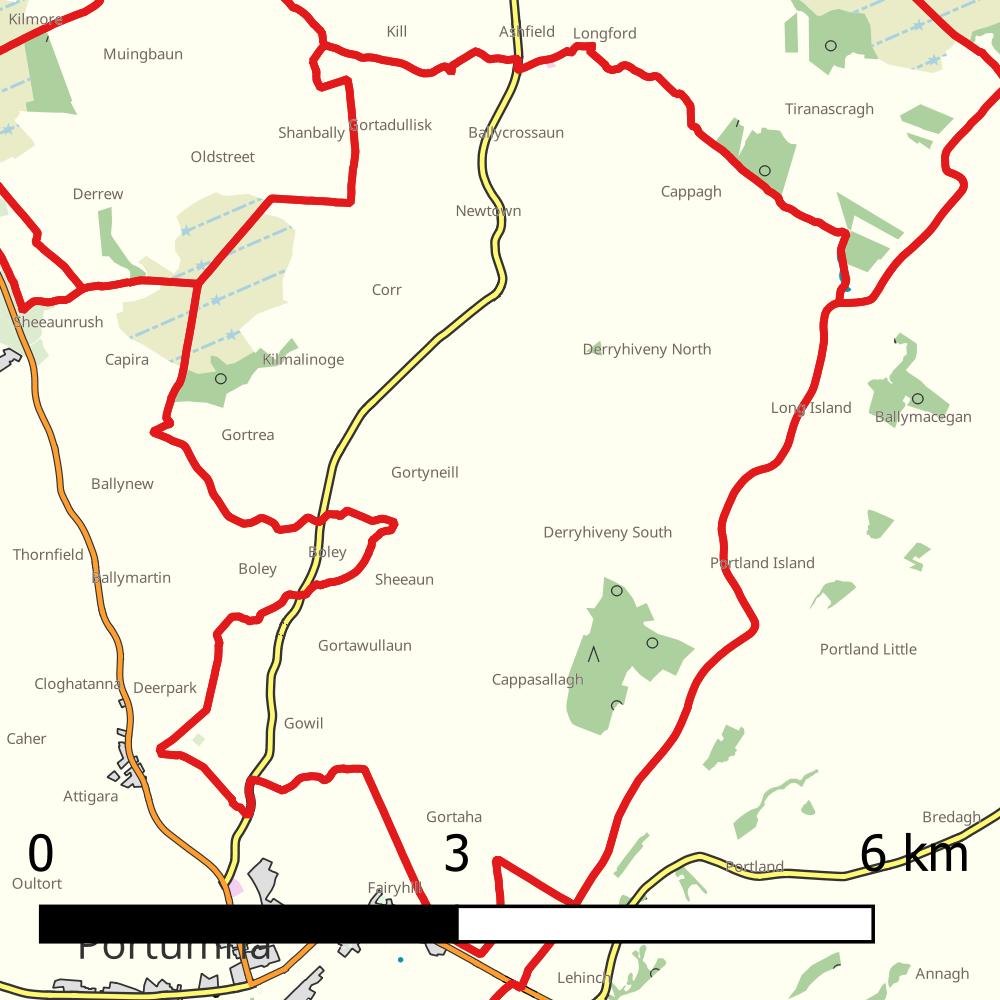 Kilmore
Kill
Ashfield
Longford
Muingbaun
Tiranascragh
Shanbally
Gortadullisk
Ballycrossaun
Oldstreet
Derrew
Cappagh
Newtown
Corr
Sheeaunrush
Capira
Kilmalinoge
Derryhiveny North
Long Island
Ballymacegan
Gortrea
Gortyneill
Ballynew
Derryhiveny South
Thornfield
Ballymartin
Boley
Boley
Sheeaun
Portland Island
Gortawullaun
Portland Little
Cloghatanna
Deerpark
Cappasallagh
Gowil
Caher
Attigara
Gortaha
Bredagh
0 3 6 km
Portland
Oultort
Fairyhill
Portumna
Lehinch
Annagh